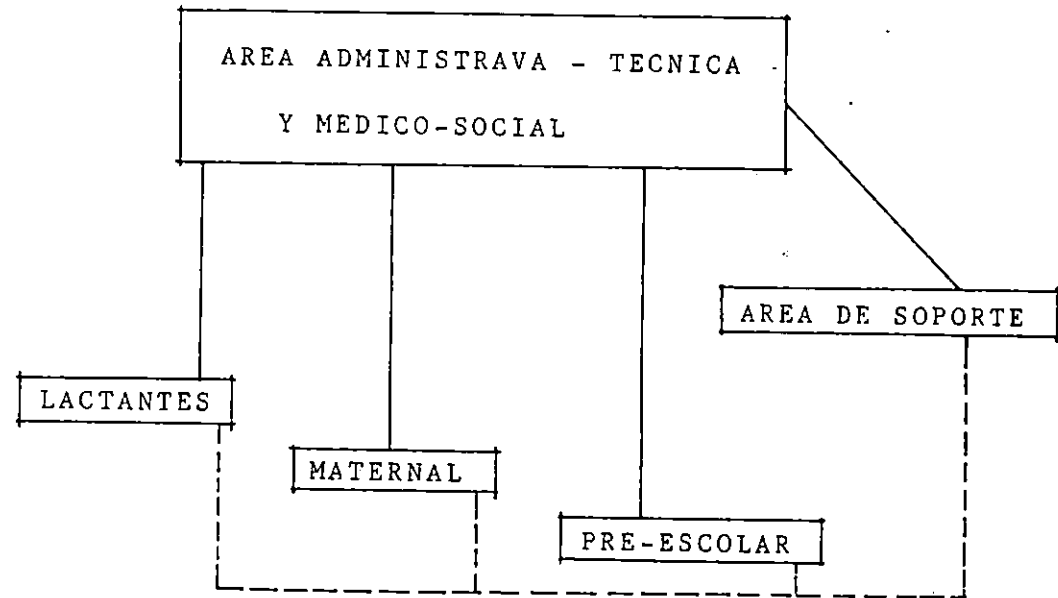 AREA ADMINISTRAVA - TECNICA
Y MEDICO-SOCIAL
AREA DE SOPORTE
LACTANTES
MATERNAL
PRE-ESCOLAR